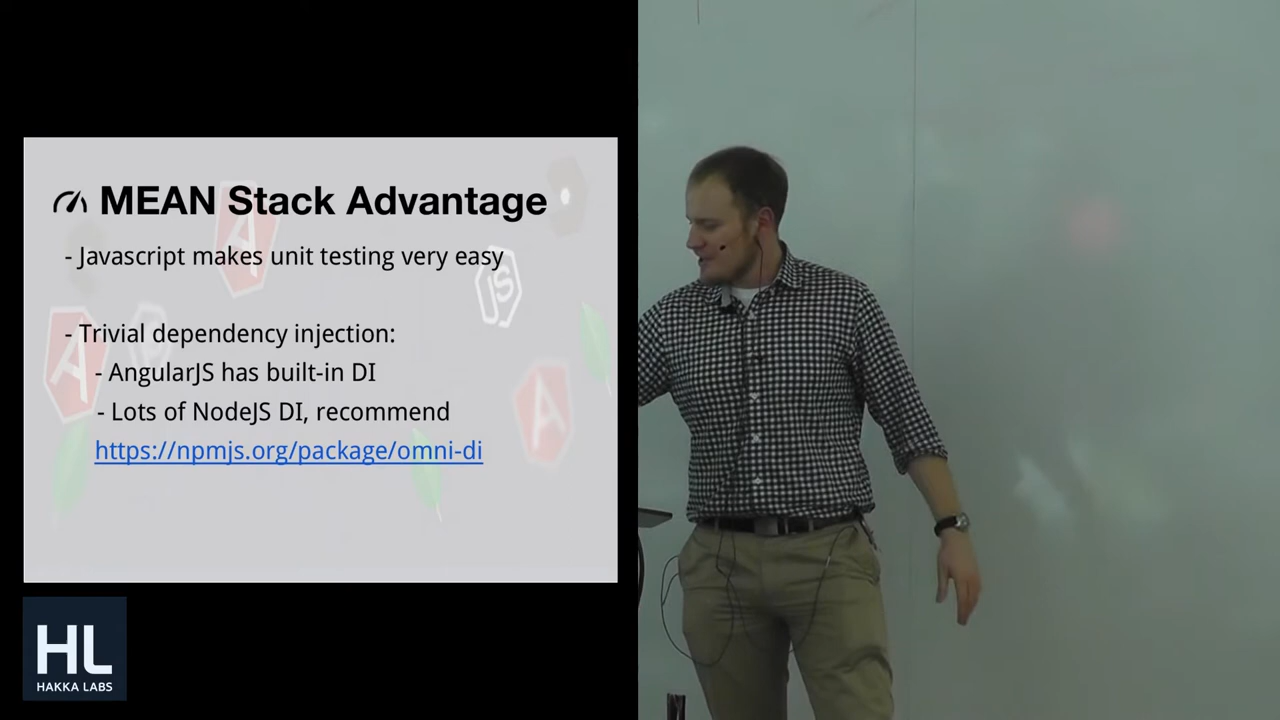 MEAN Stack Advantage
- Javascript makes unit testing very easy
- Trivial dependency injection:
- AngularJS has built-in DI
- Lots of NodeJS DI, recommend
https://npmjs.org/package/omni-di
JS
HL
HAKKA LABS